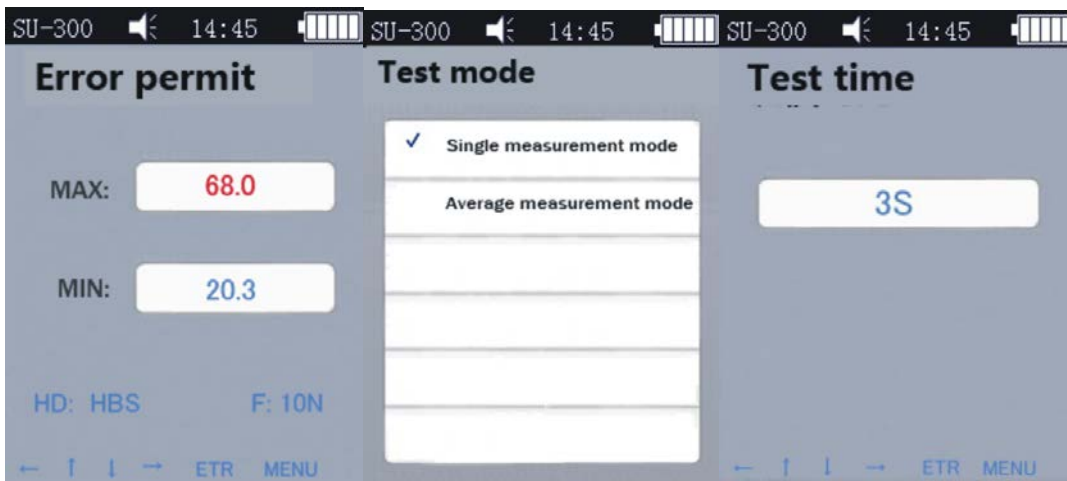 SU-300 14:45
Error permit
MAX: 68.0
MIN: 20.3
HD: HBS F: 10N
← ↑ ↓ → ETR MENU
SU-300 14:45
Test mode
✓ Single measurement mode
Average measurement mode
SU-300 14:45
Test time
3S
← ↑ ↓ → ETR MENU